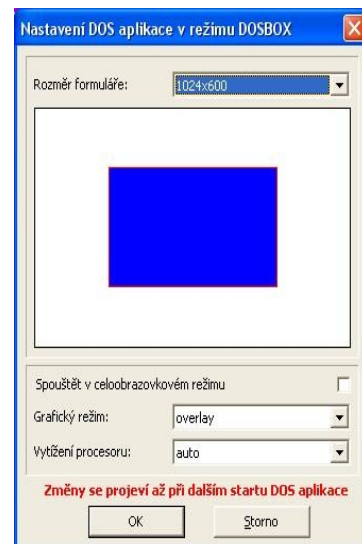 Nastavení DOS aplikace v režimu DOSBOX
Rozměr formuláře: 1024x600
Spouštět v celoobrazovkovém režimu
Grafický režim: overlay
Vytížení procesoru: auto
Změny se projeví až při dalším startu DOS aplikace
OK Storno